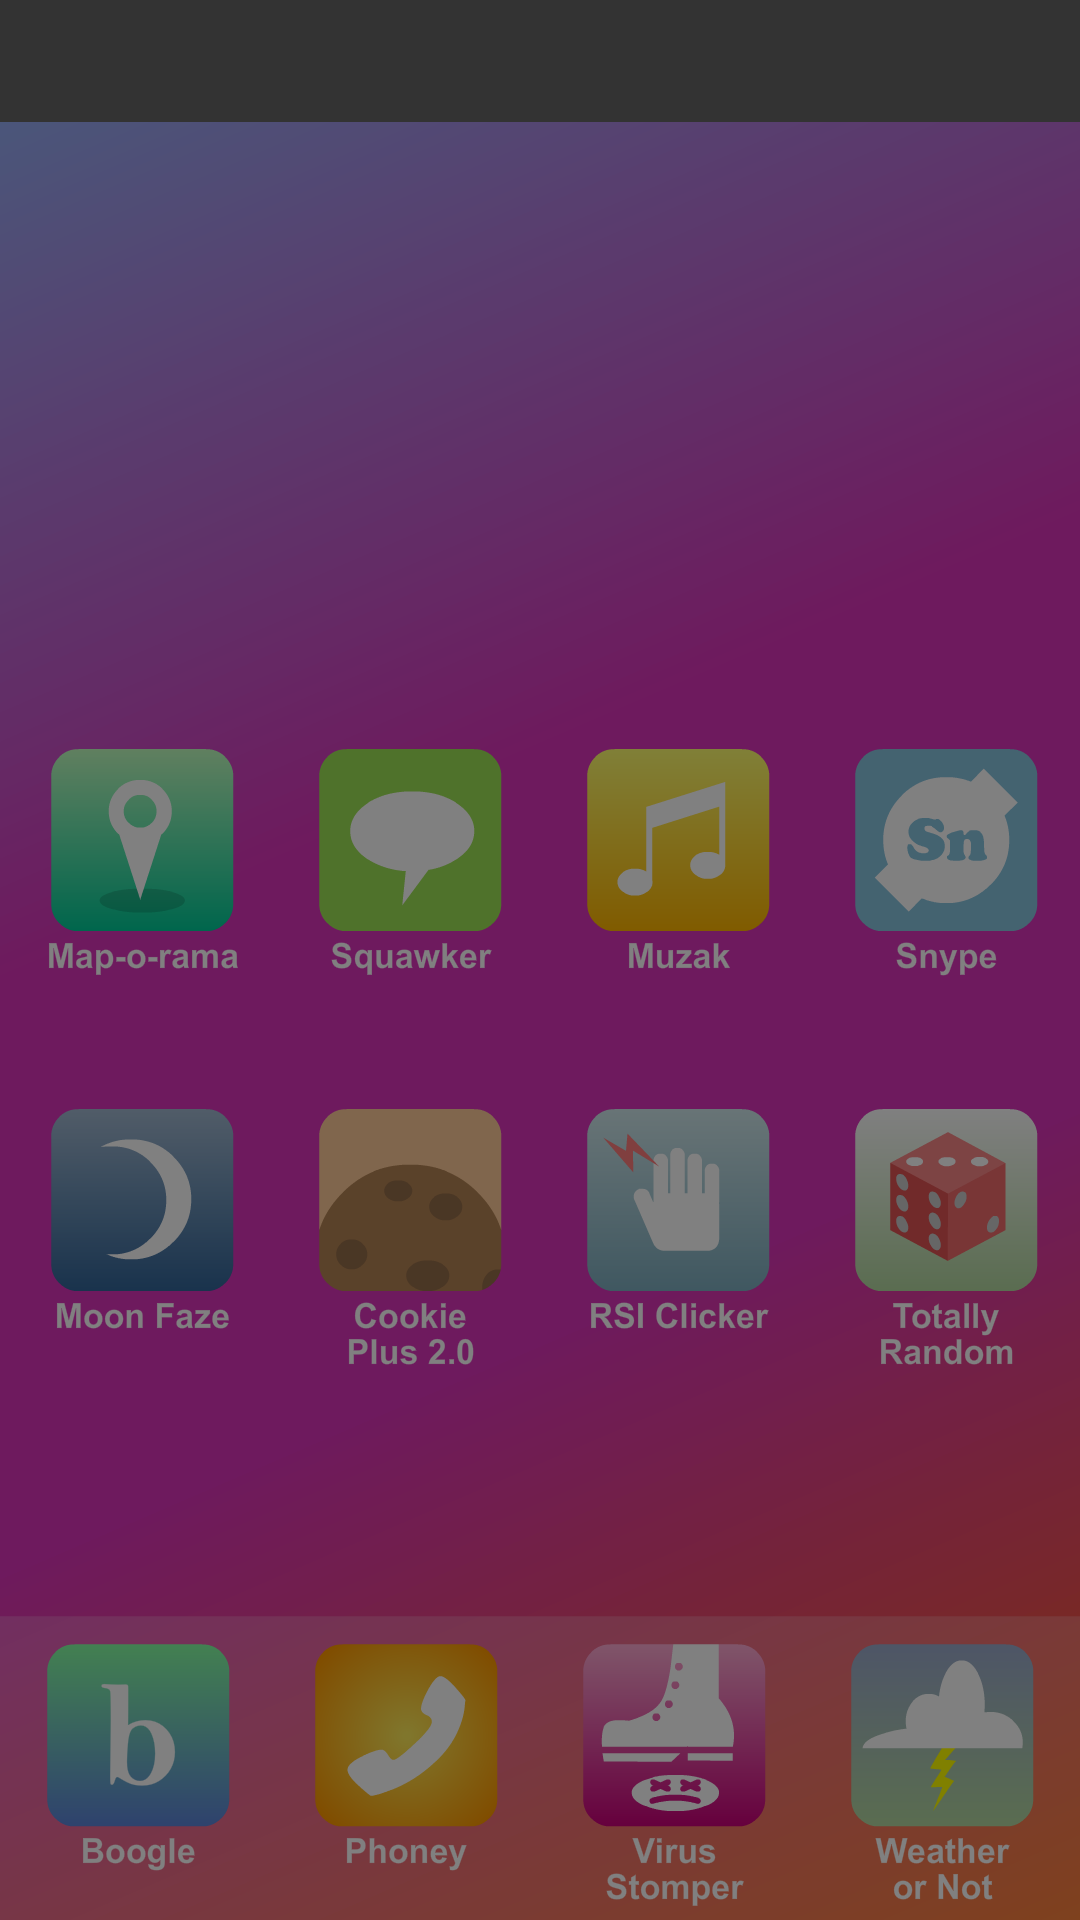 Sn
Map-o-rama
Squawker
Muzak
Snype
Moon Faze
Cookie
Plus 2.0
RSI Clicker
Totally
Random
b
Boogle
Phoney
Virus
Stomper
Weather
or Not